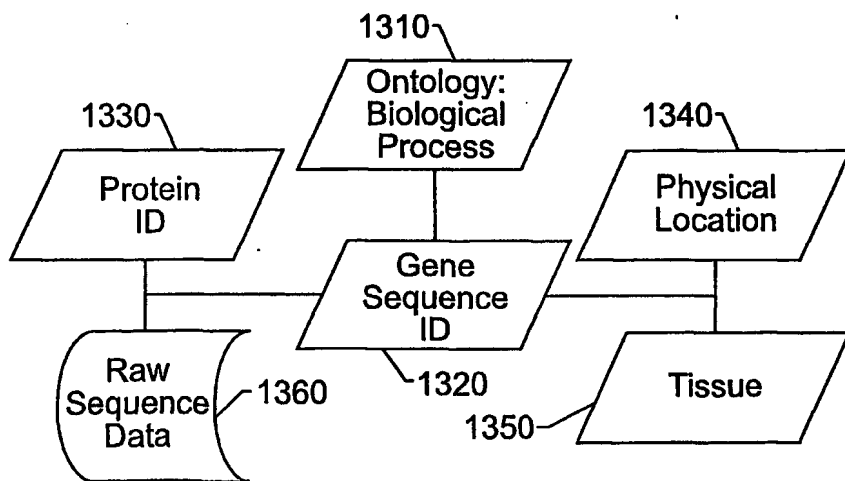 1310
Ontology:
Biological
Process
1330
Protein
ID
1340
Physical
Location
Gene
Sequence
ID
1320
Raw
Sequence
Data
1360
Tissue
1350